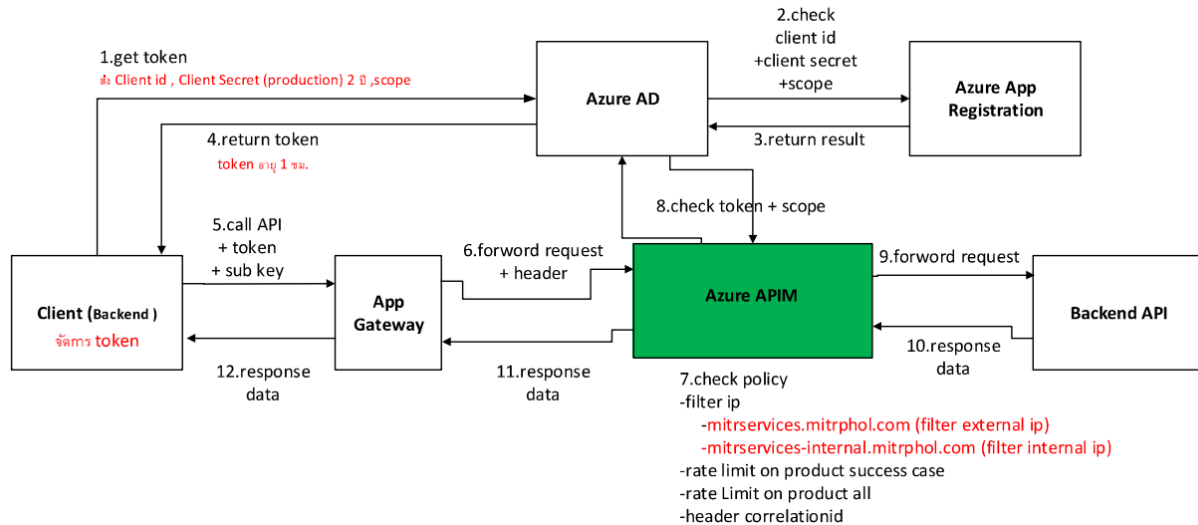 1.get token
ส่ง Client id , Client Secret (production) 2 ปี ,scope
2.check
client id
+client secret
+scope
Azure AD
Azure App
Registration
3.return result
4.return token
token อายุ 1 ชม.
8.check token + scope
5.call API
+ token
+ sub key
6.forword request
+ header
9.forword request
Client (Backend )
จัดการ token
App
Gateway
Azure APIM
Backend API
12.response
data
11.response
data
10.response
data
7.check policy
-filter ip
-mitrservices.mitrphol.com (filter external ip)
-mitrservices-internal.mitrphol.com (filter internal ip)
-rate limit on product success case
-rate Limit on product all
-header correlationid